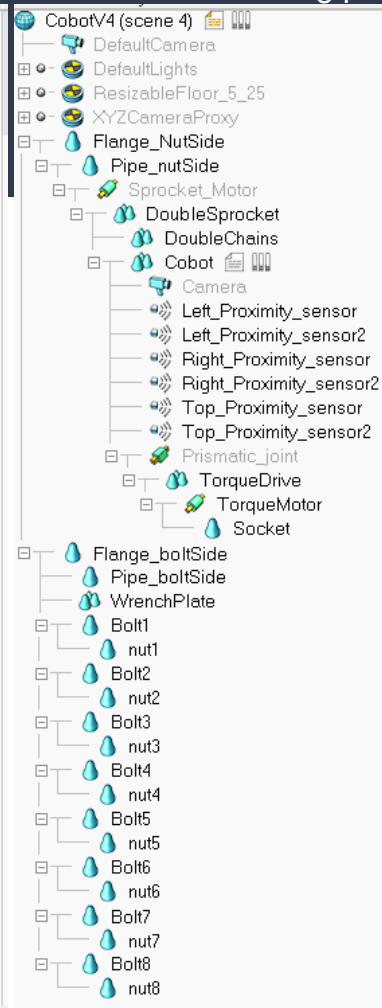 CobotV4 (scene 4)
DefaultCamera
DefaultLights
ResizableFloor_5_25
XYZCameraProxy
Flange_NutSide
Pipe_nutSide
Sprocket_Motor
DoubleSprocket
DoubleChains
Cobot
Camera
Left_Proximity_sensor
Left_Proximity_sensor2
Right_Proximity_sensor
Right_Proximity_sensor2
Top_Proximity_sensor
Top_Proximity_sensor2
Prismatic_joint
TorqueDrive
TorqueMotor
Socket
Flange_boltSide
Pipe_boltSide
WrenchPlate
Bolt1
nut1
Bolt2
nut2
Bolt3
nut3
Bolt4
nut4
Bolt5
nut5
Bolt6
nut6
Bolt7
nut7
Bolt8
nut8